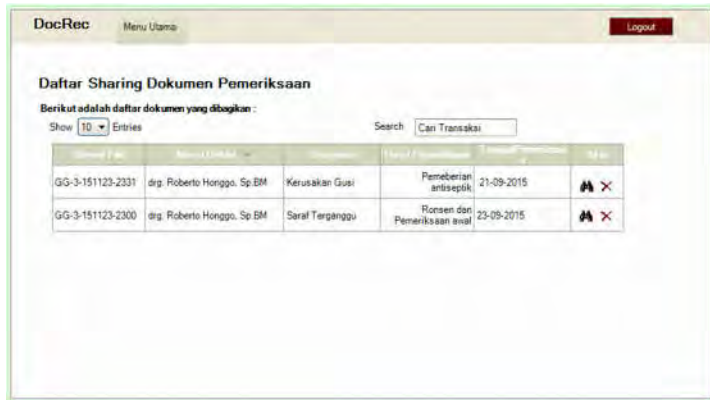 DocRec Menu Utama Logout
Daftar Sharing Dokumen Pemeriksaan
Berikut adalah daftar dokumen yang dibagikan :
Show 10 Entries Search Cari Transaksi
GG-3-151123-2331 drg. Roberto Honggo, Sp.BM Kerusakan Gusi Pemeberian antiseptik 21-09-2015
GG-3-151123-2300 drg. Roberto Honggo, Sp.BM Saraf Terganggu Ronsen dan Pemeriksaan awal 23-09-2015